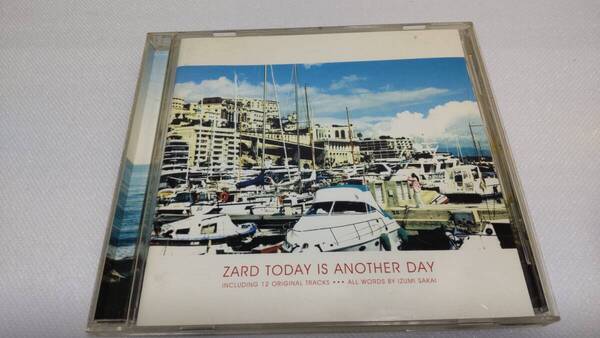 ZARD TODAY IS ANOTHER DAY
INCLUDING 12 ORIGINAL TRACKS ••• ALL WORDS BY IZUMI SAKAI